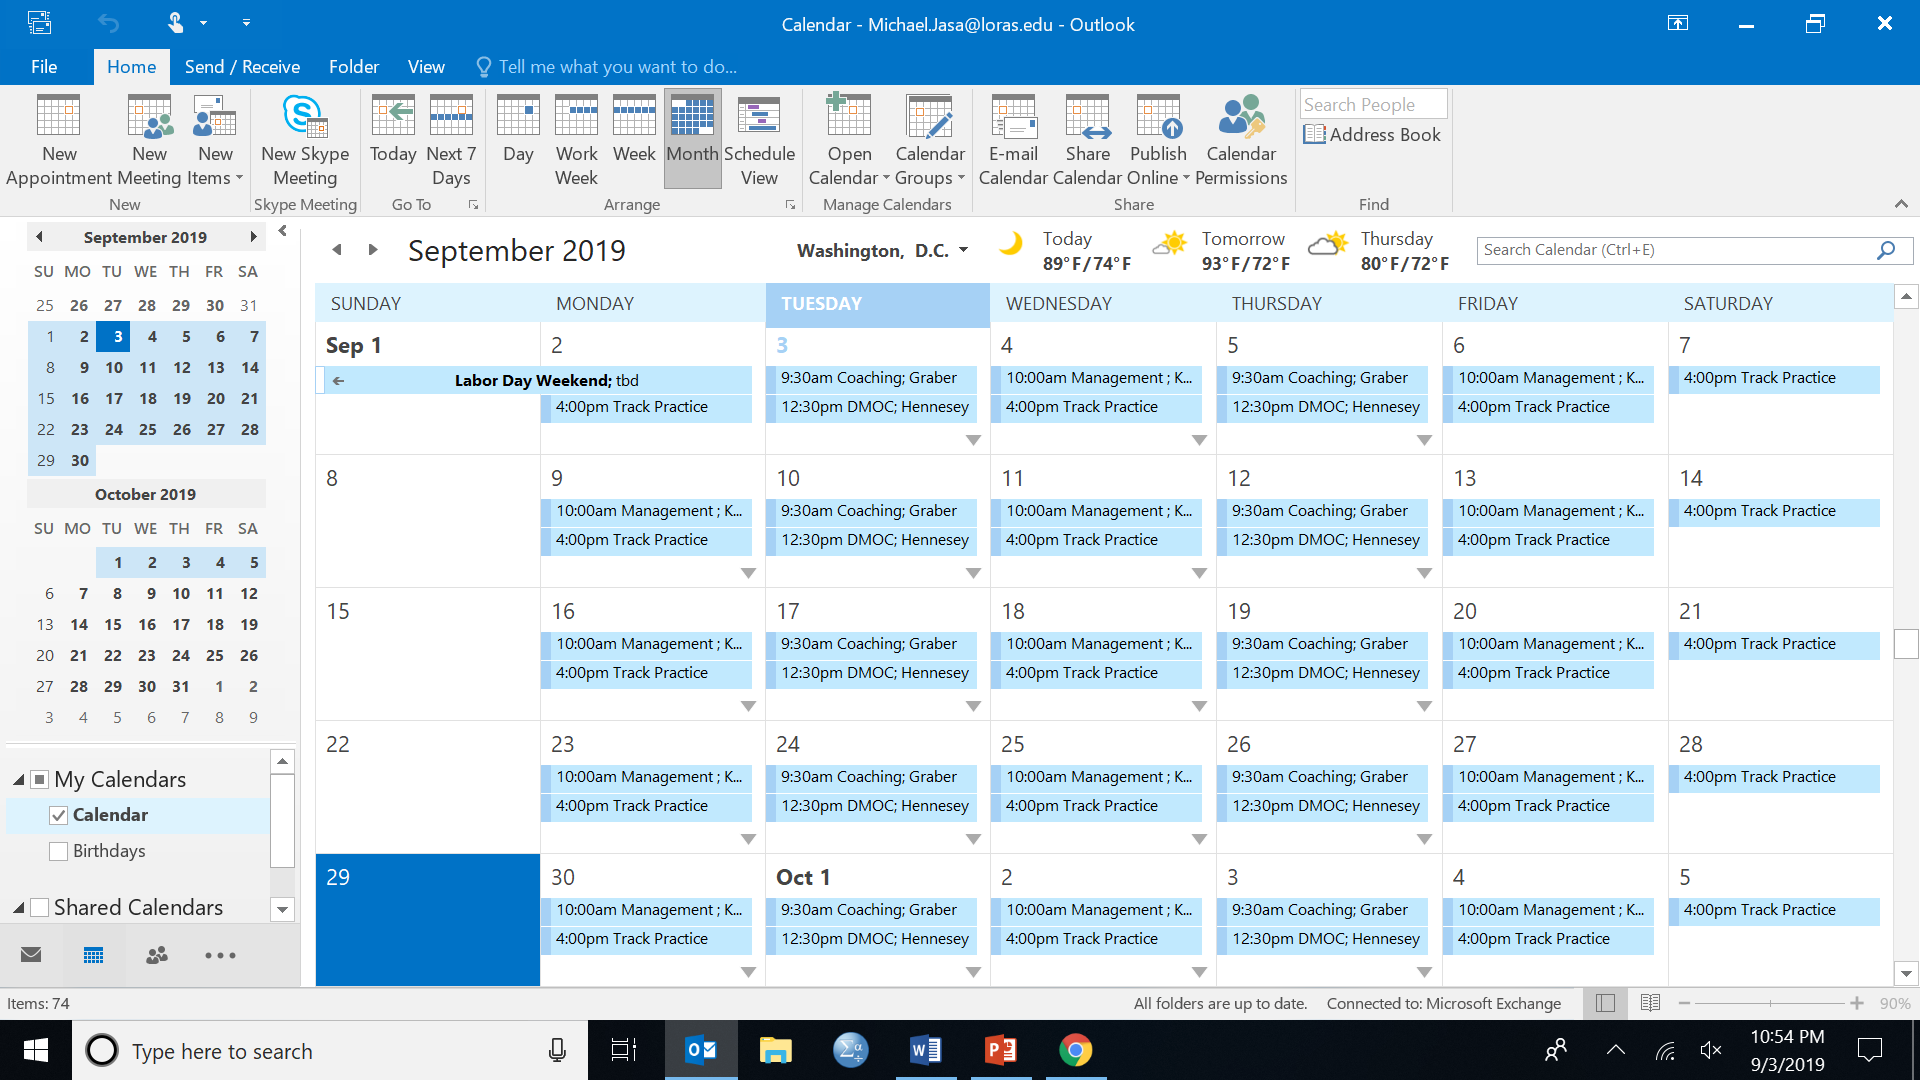 Calendar - Michael.Jasa@loras.edu - Outlook
File Home Send / Receive Folder View Tell me what you want to do...
New Appointment New Meeting New Items New Skype Meeting Today Next 7 Days Day Work Week Week Month Schedule View Open Calendar Calendar Groups E-mail Calendar Share Calendar Publish Online Calendar Permissions
Search People
Address Book
New Skype Meeting Go To Arrange Manage Calendars Share Find
September 2019
SU MO TU WE TH FR SA
25 26 27 28 29 30 31
1 2 3 4 5 6 7
8 9 10 11 12 13 14
15 16 17 18 19 20 21
22 23 24 25 26 27 28
29 30
October 2019
SU MO TU WE TH FR SA
1 2 3 4 5
6 7 8 9 10 11 12
13 14 15 16 17 18 19
20 21 22 23 24 25 26
27 28 29 30 31 1 2
3 4 5 6 7 8 9
My Calendars
Calendar
Birthdays
Shared Calendars
September 2019
Washington, D.C.
Today
89°F/74°F
Tomorrow
93°F/72°F
Thursday
80°F/72°F
Search Calendar (Ctrl+E)
SUNDAY MONDAY TUESDAY WEDNESDAY THURSDAY FRIDAY SATURDAY
Sep 1 2 3 4 5 6 7
Labor Day Weekend; tbd 9:30am Coaching; Graber 10:00am Management ; K... 9:30am Coaching; Graber 10:00am Management ; K... 4:00pm Track Practice
4:00pm Track Practice 12:30pm DMOC; Hennesey 4:00pm Track Practice 12:30pm DMOC; Hennesey 4:00pm Track Practice
8 9 10 11 12 13 14
10:00am Management ; K... 9:30am Coaching; Graber 10:00am Management ; K... 9:30am Coaching; Graber 10:00am Management ; K... 4:00pm Track Practice
4:00pm Track Practice 12:30pm DMOC; Hennesey 4:00pm Track Practice 12:30pm DMOC; Hennesey 4:00pm Track Practice
15 16 17 18 19 20 21
10:00am Management ; K... 9:30am Coaching; Graber 10:00am Management ; K... 9:30am Coaching; Graber 10:00am Management ; K... 4:00pm Track Practice
4:00pm Track Practice 12:30pm DMOC; Hennesey 4:00pm Track Practice 12:30pm DMOC; Hennesey 4:00pm Track Practice
22 23 24 25 26 27 28
10:00am Management ; K... 9:30am Coaching; Graber 10:00am Management ; K... 9:30am Coaching; Graber 10:00am Management ; K... 4:00pm Track Practice
4:00pm Track Practice 12:30pm DMOC; Hennesey 4:00pm Track Practice 12:30pm DMOC; Hennesey 4:00pm Track Practice
29 30 Oct 1 2 3 4 5
10:00am Management ; K... 9:30am Coaching; Graber 10:00am Management ; K... 9:30am Coaching; Graber 10:00am Management ; K... 4:00pm Track Practice
4:00pm Track Practice 12:30pm DMOC; Hennesey 4:00pm Track Practice 12:30pm DMOC; Hennesey 4:00pm Track Practice
Items: 74 All folders are up to date. Connected to: Microsoft Exchange 90%
Type here to search
10:54 PM
9/3/2019